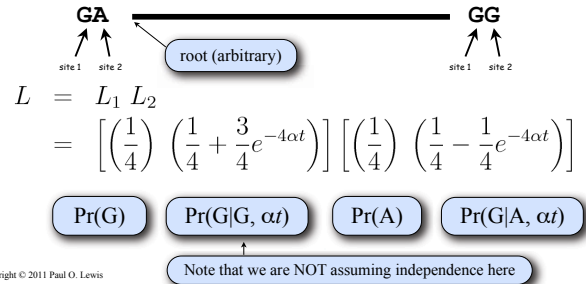 GA GG
root (arbitrary)
site 1 site 2 site 1 site 2
L = L₁ L₂
= [(1/4) (1/4 + 3/4 e^{-4αt})] [(1/4) (1/4 - 1/4 e^{-4αt})]
Pr(G) Pr(G|G, αt) Pr(A) Pr(G|A, αt)
Note that we are NOT assuming independence here
right © 2011 Paul O. Lewis